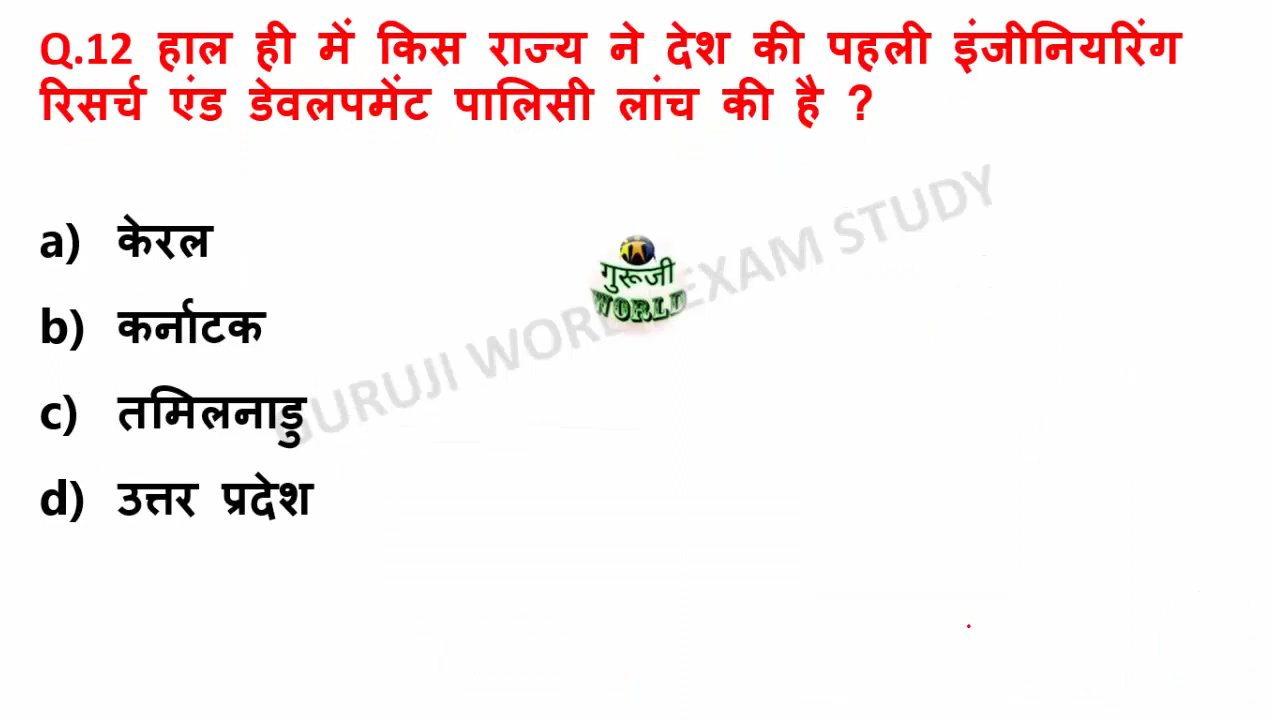 Q.12 हाल ही में किस राज्य ने देश की पहली इंजीनियरिंग
रिसर्च एंड डेवलपमेंट पालिसी लांच की है ?
a) केरल
गुरूजी
WORLD
GURUJI WORLD EXAM STUDY
b) कर्नाटक
c) तमिलनाडु
d) उत्तर प्रदेश